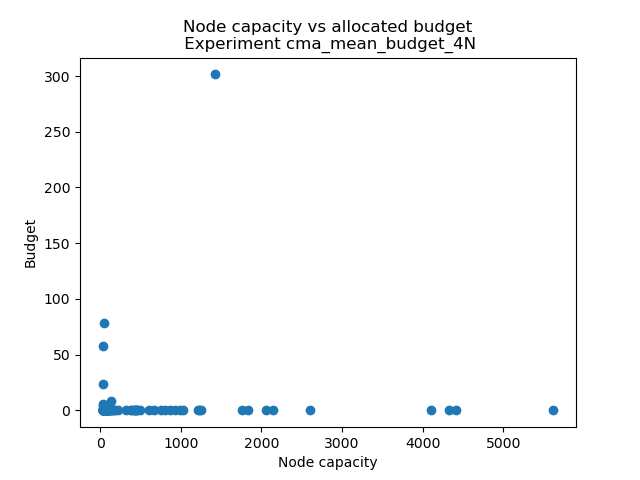 Node capacity vs allocated budget
Experiment cma_mean_budget_4N
300
250
200
150
100
50
0
Budget
0 1000 2000 3000 4000 5000
Node capacity